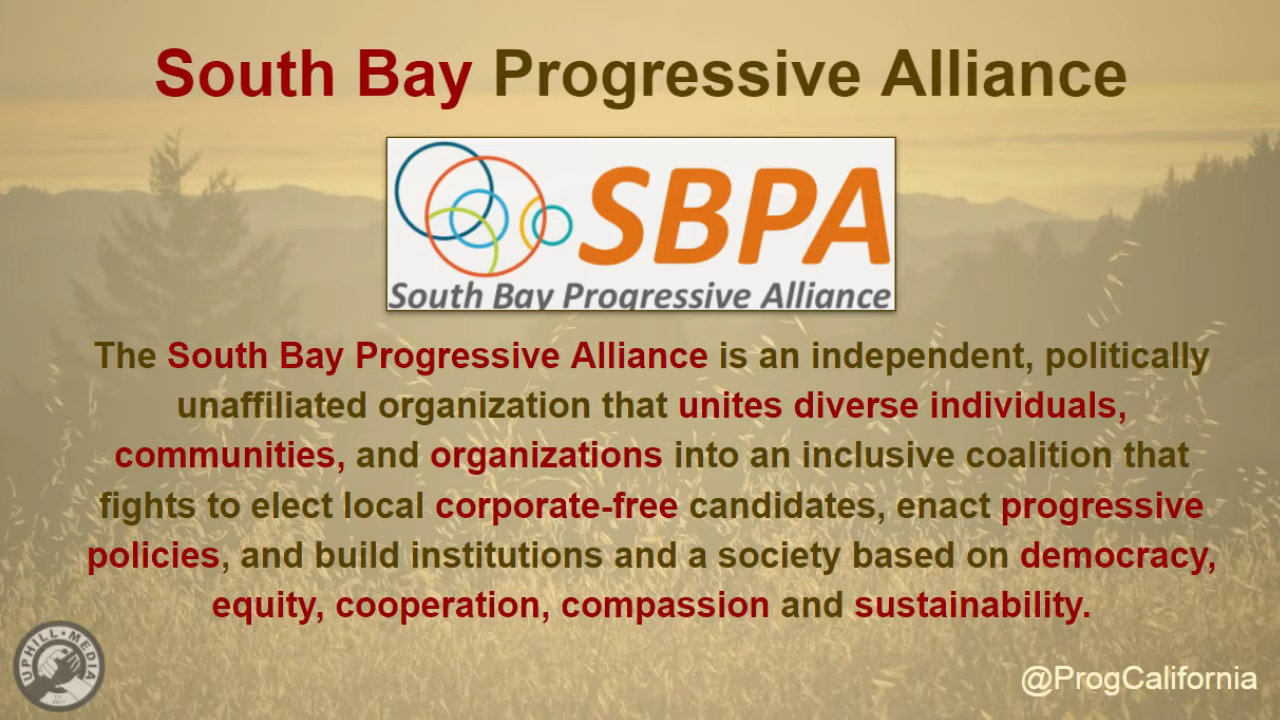 South Bay Progressive Alliance
SBPA
South Bay Progressive Alliance
The South Bay Progressive Alliance is an independent, politically
unaffiliated organization that unites diverse individuals,
communities, and organizations into an inclusive coalition that
fights to elect local corporate-free candidates, enact progressive
policies, and build institutions and a society based on democracy,
equity, cooperation, compassion and sustainability.
UPHILL • MEDIA
@ProgCalifornia